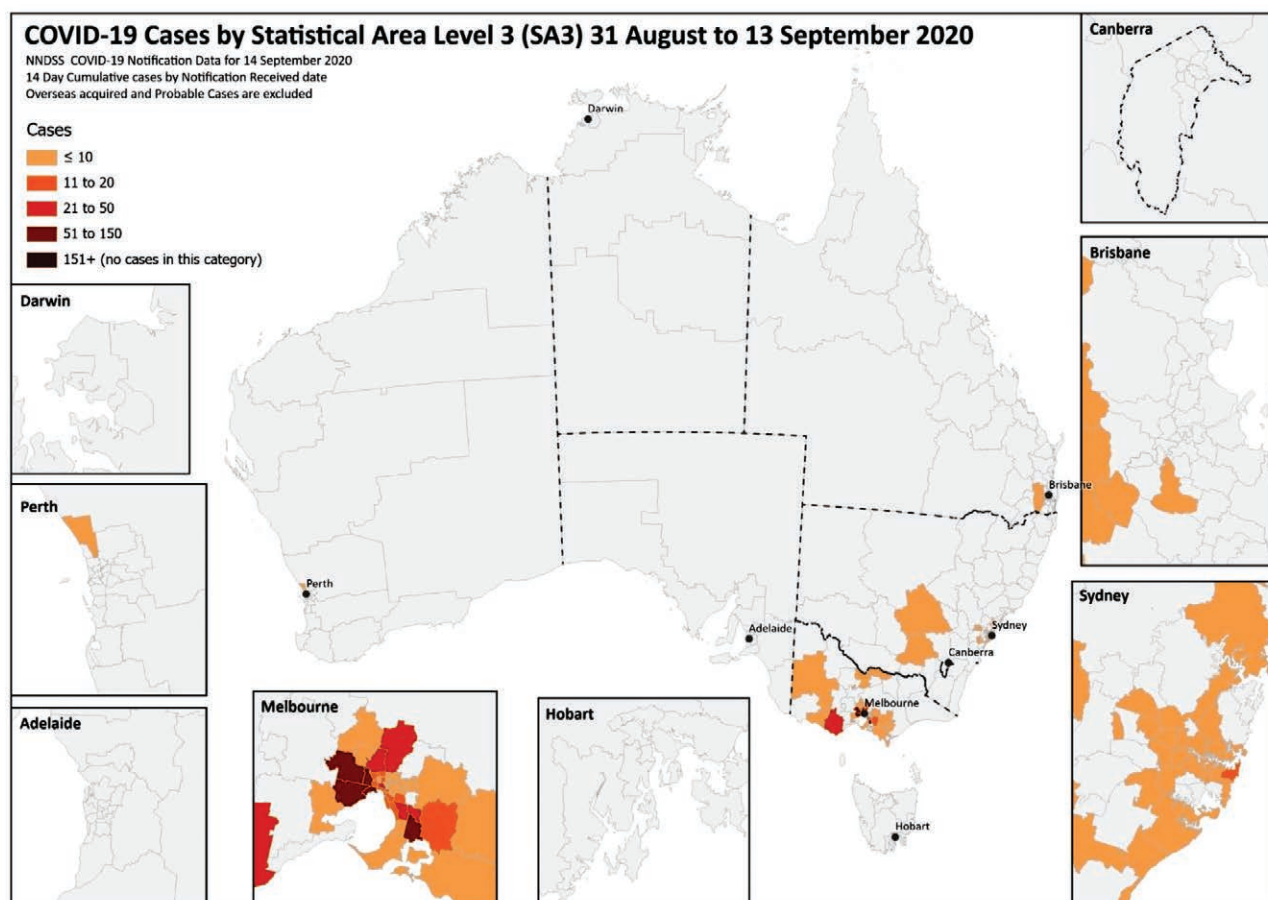 COVID-19 Cases by Statistical Area Level 3 (SA3) 31 August to 13 September 2020
NNDSS COVID-19 Notification Data for 14 September 2020
14 Day Cumulative cases by Notification Received date
Overseas acquired and Probable Cases are excluded
Cases
≤ 10
11 to 20
21 to 50
51 to 150
151+ (no cases in this category)
Canberra
Darwin
Brisbane
Darwin
Brisbane
Perth
Perth
Sydney
Sydney
Adelaide
Canberra
Melbourne
Melbourne
Hobart
Adelaide
Hobart